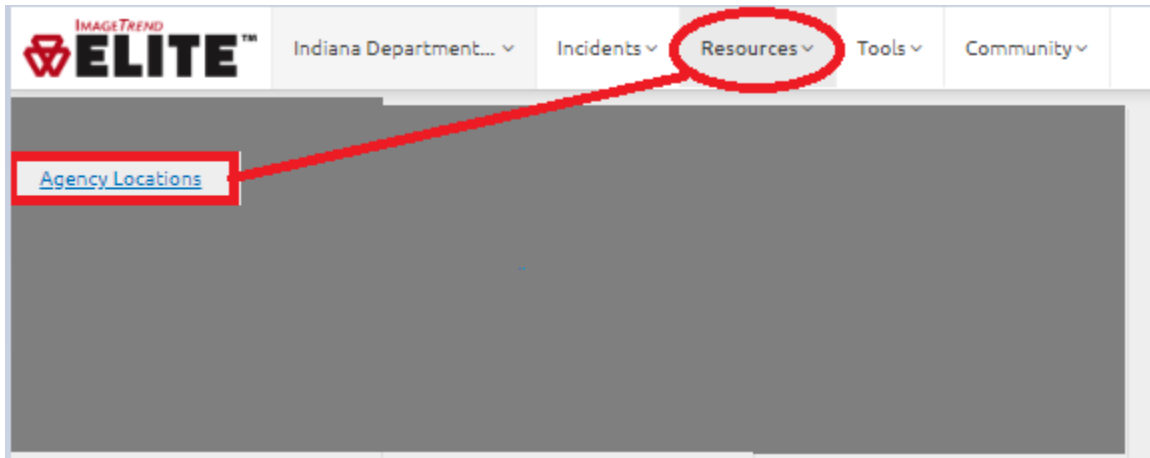 IMAGETREND
ELITE™
Indiana Department... Incidents Resources Tools Community
Agency Locations